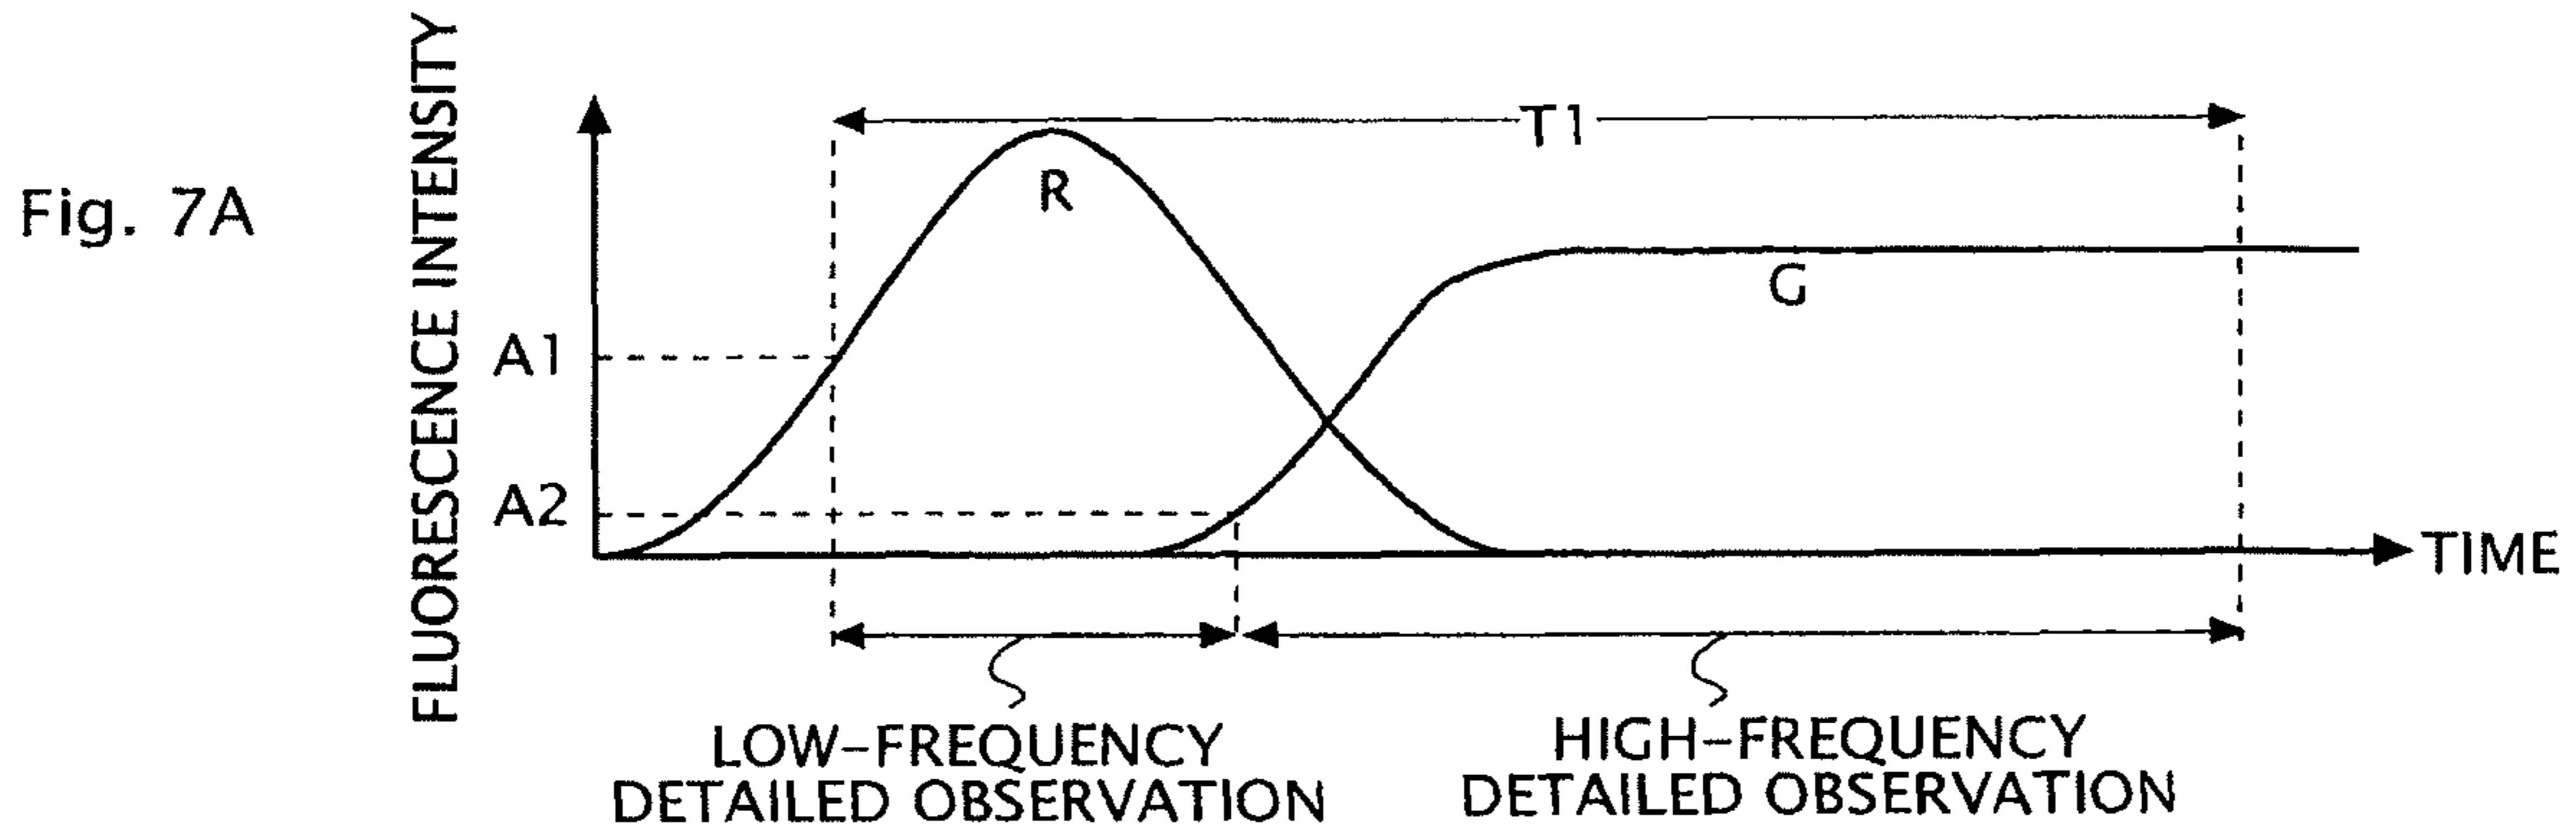 Fig. 7A
FLUORESCENCE INTENSITY
T1
R
G
A1
A2
TIME
LOW-FREQUENCY
DETAILED OBSERVATION
HIGH-FREQUENCY
DETAILED OBSERVATION